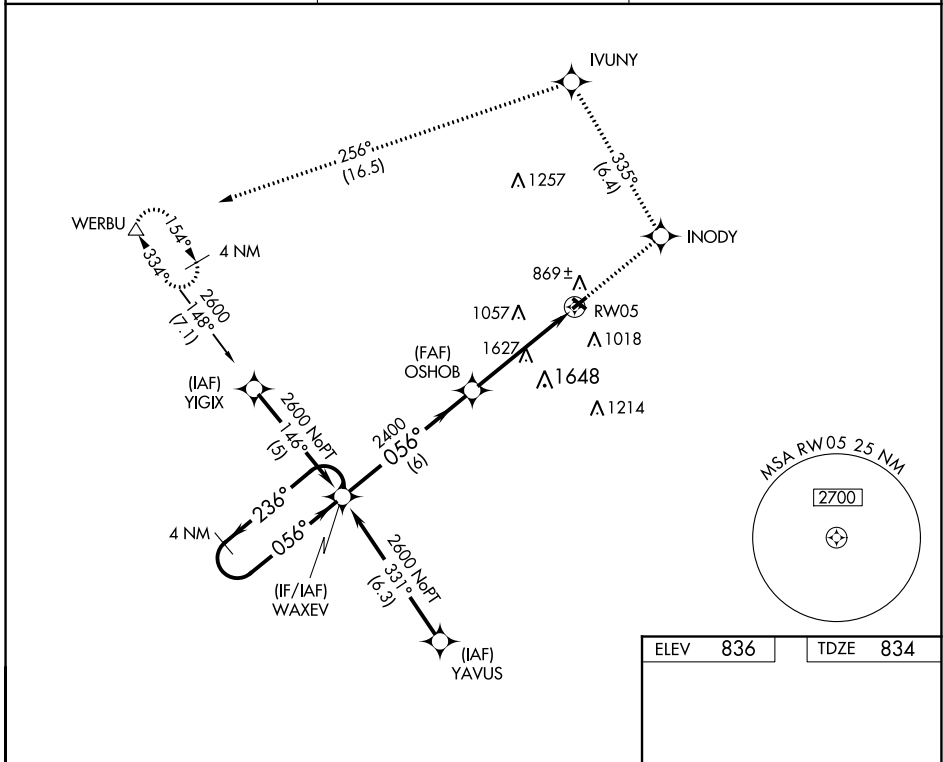 IVUNY
256°
(16.5)
335°
(6.4)
1257
WERBU
154°
4 NM
334°
INODY
2600
148°
(7.1)
869±
RW05
1057
1018
(FAF)
OSHOB
1627
1648
1214
(IAF)
YIGIX
2600 NoPT
146°
(5)
2400
056°
(6)
236°
4 NM
056°
(IF/IAF)
WAXEV
2600 NoPT
331°
(6.3)
(IAF)
YAVUS
MSA RW05 25 NM
2700
ELEV 836 TDZE 834